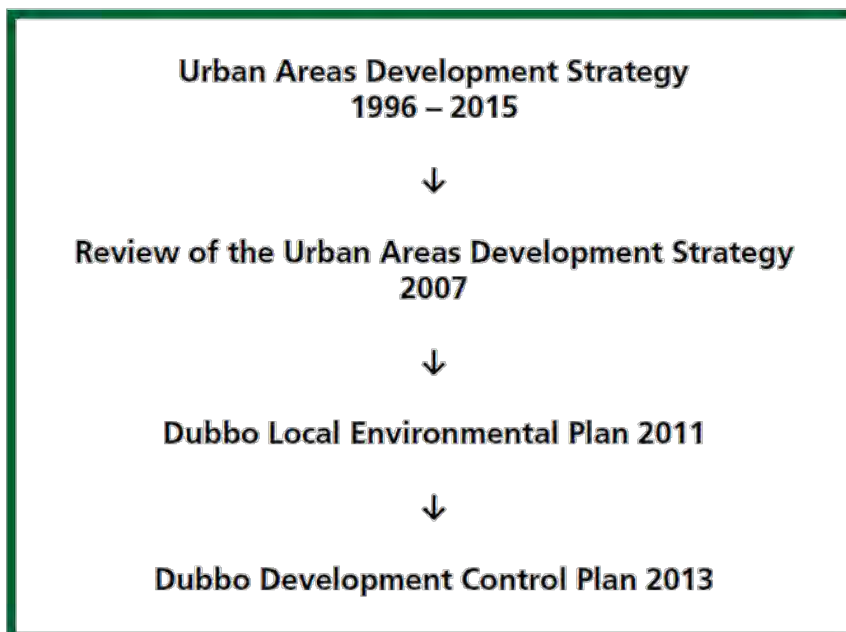 Urban Areas Development Strategy
1996 – 2015
↓
Review of the Urban Areas Development Strategy
2007
↓
Dubbo Local Environmental Plan 2011
↓
Dubbo Development Control Plan 2013